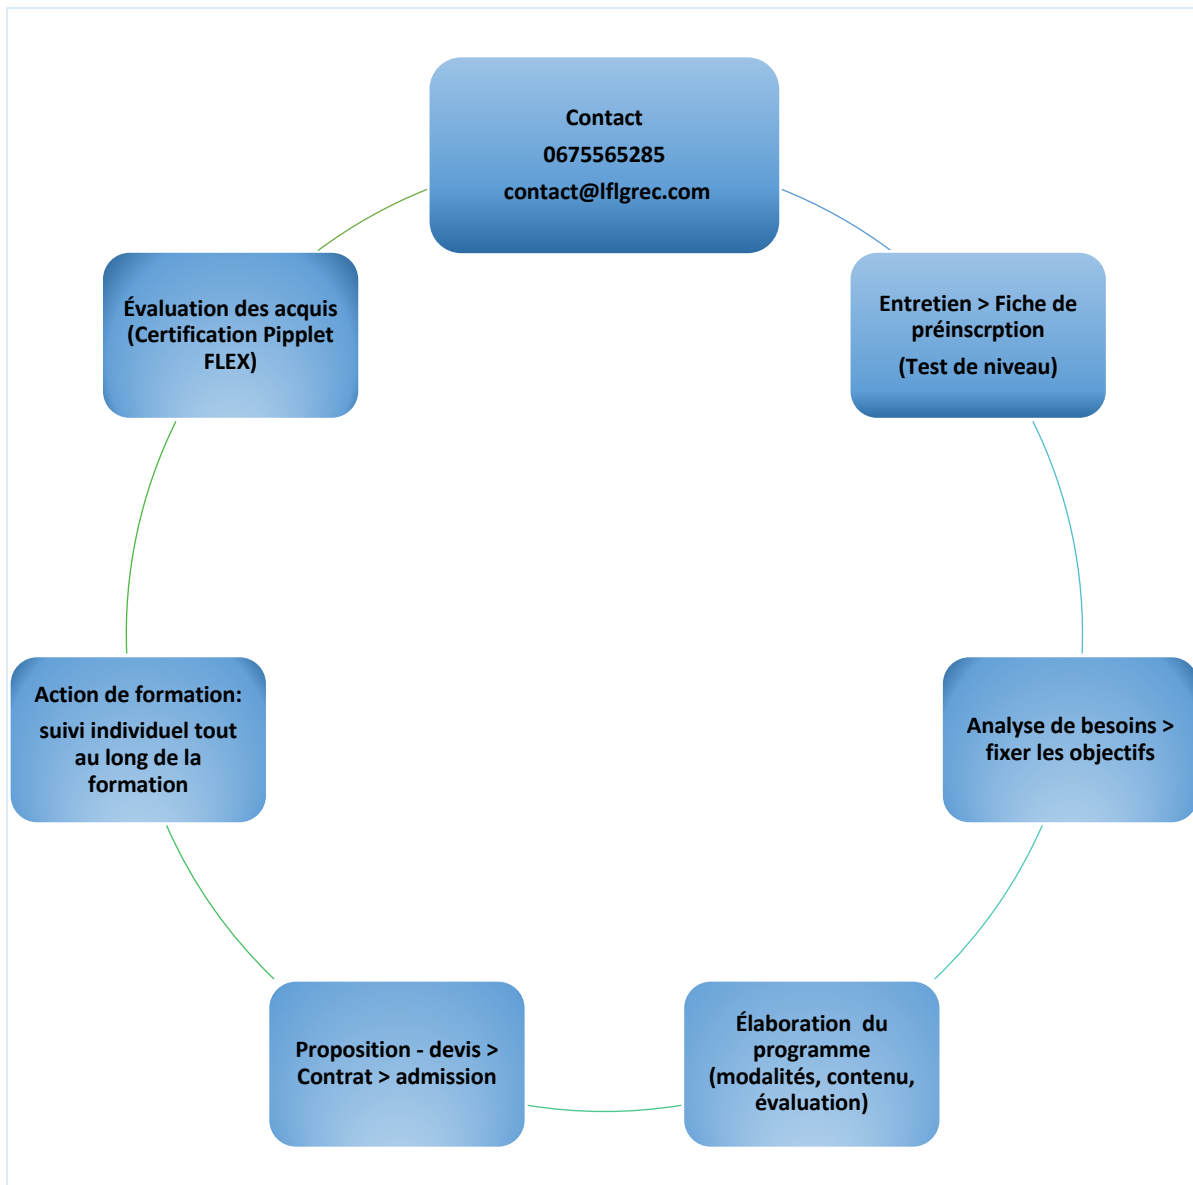 Contact
0675565285
contact@lflgrec.com
Entretien > Fiche de
préinscrption
(Test de niveau)
Analyse de besoins >
fixer les objectifs
Élaboration  du
programme
(modalités, contenu,
évaluation)
Proposition - devis >
Contrat > admission
Action de formation:
suivi individuel tout
au long de la
formation
Évaluation des acquis
(Certification Pipplet
FLEX)